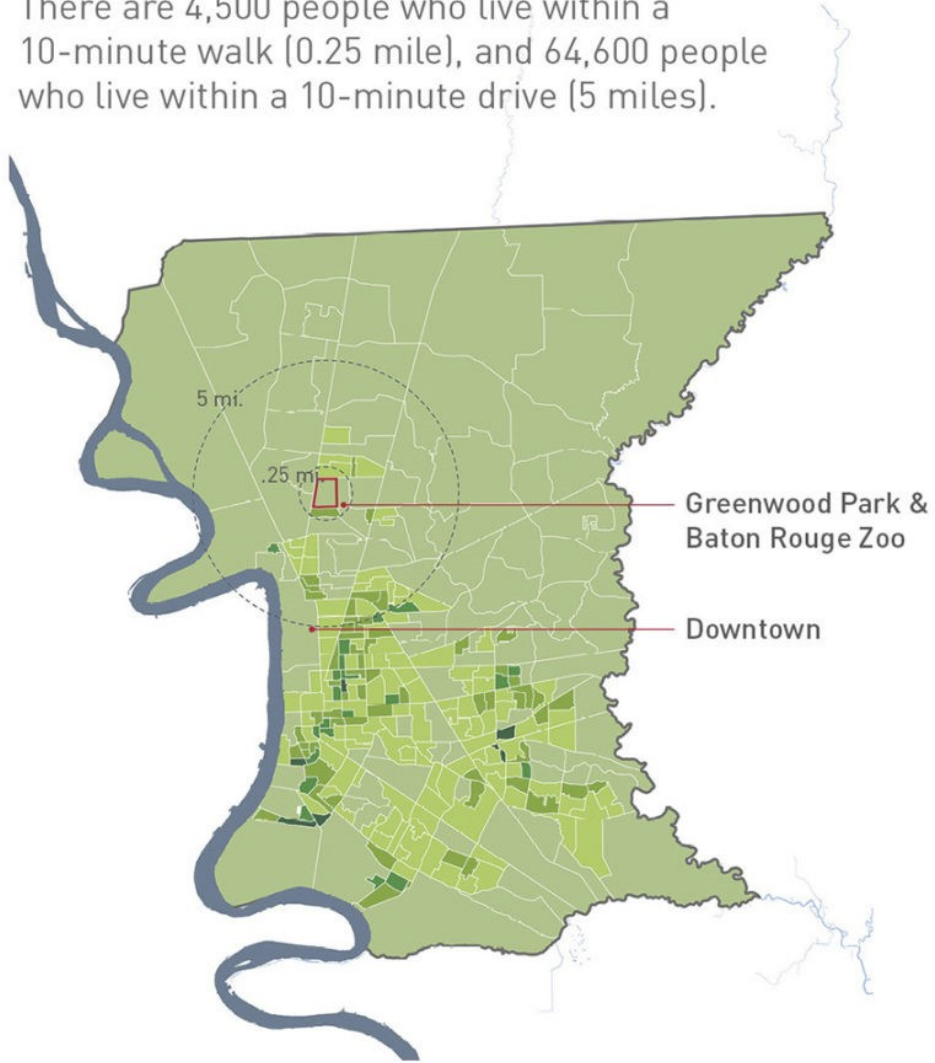 There are 4,500 people who live within a
10-minute walk (0.25 mile), and 64,600 people
who live within a 10-minute drive (5 miles).
5 mi.
.25 mi.
Greenwood Park &
Baton Rouge Zoo
Downtown